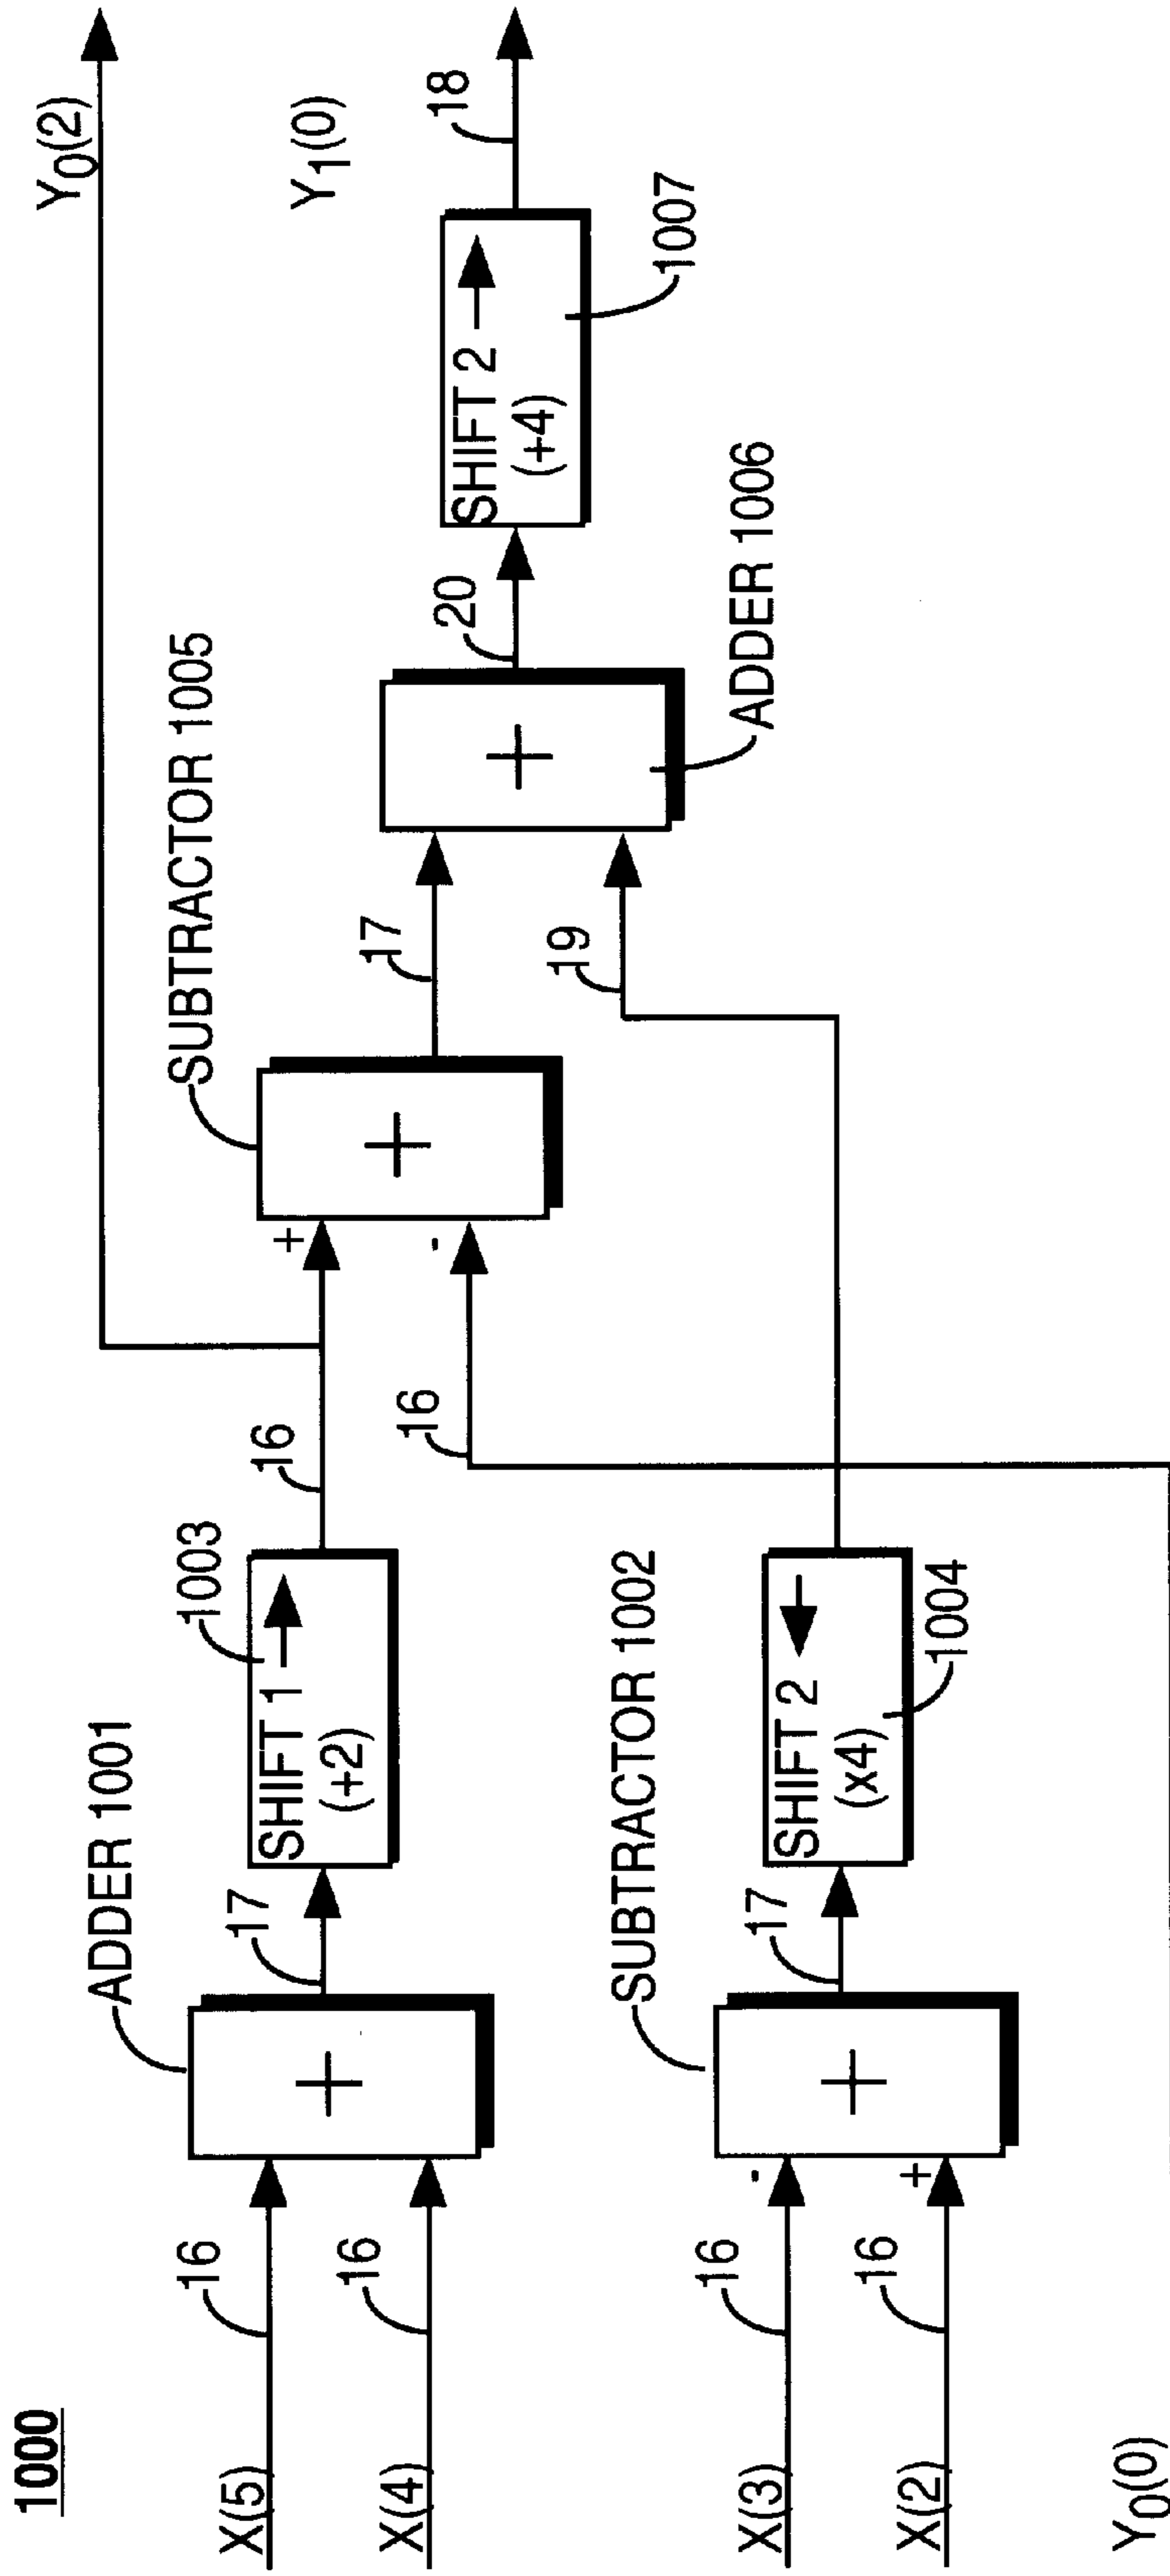 1000
X(5)
16
X(4)
16
ADDER 1001
17
SHIFT 1
(+2)
1003
16
Y0(2)
X(3)
16
-
X(2)
16
+
SUBTRACTOR 1002
17
SHIFT 2
(x4)
1004
Y0(0)
16
+
-
SUBTRACTOR 1005
17
19
ADDER 1006
20
SHIFT 2
(+4)
1007
Y1(0)
18